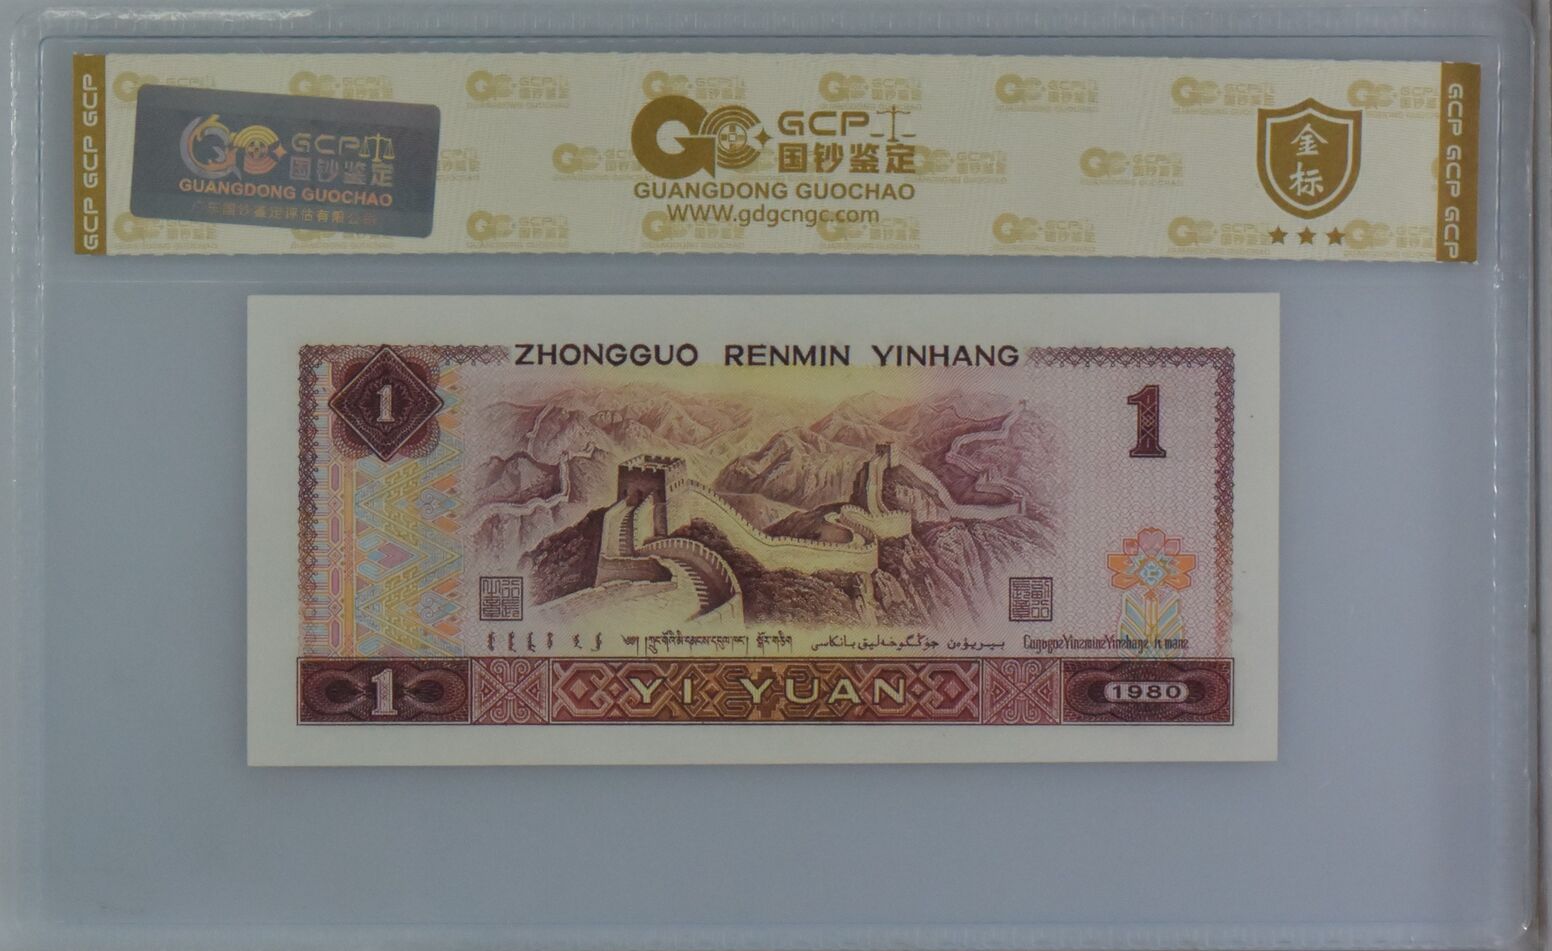 GCP GCP GCP
GCP
国钞鉴定
GUANGDONG GUOCHAO
广东国钞鉴定评估有限公司
GCP
国钞鉴定
GUANGDONG GUOCHAO
WWW.gdgcngc.com
金
标
GCP GCP GCP
ZHONGGUO RENMIN YINHANG
1
1
1
YI YUAN
1980